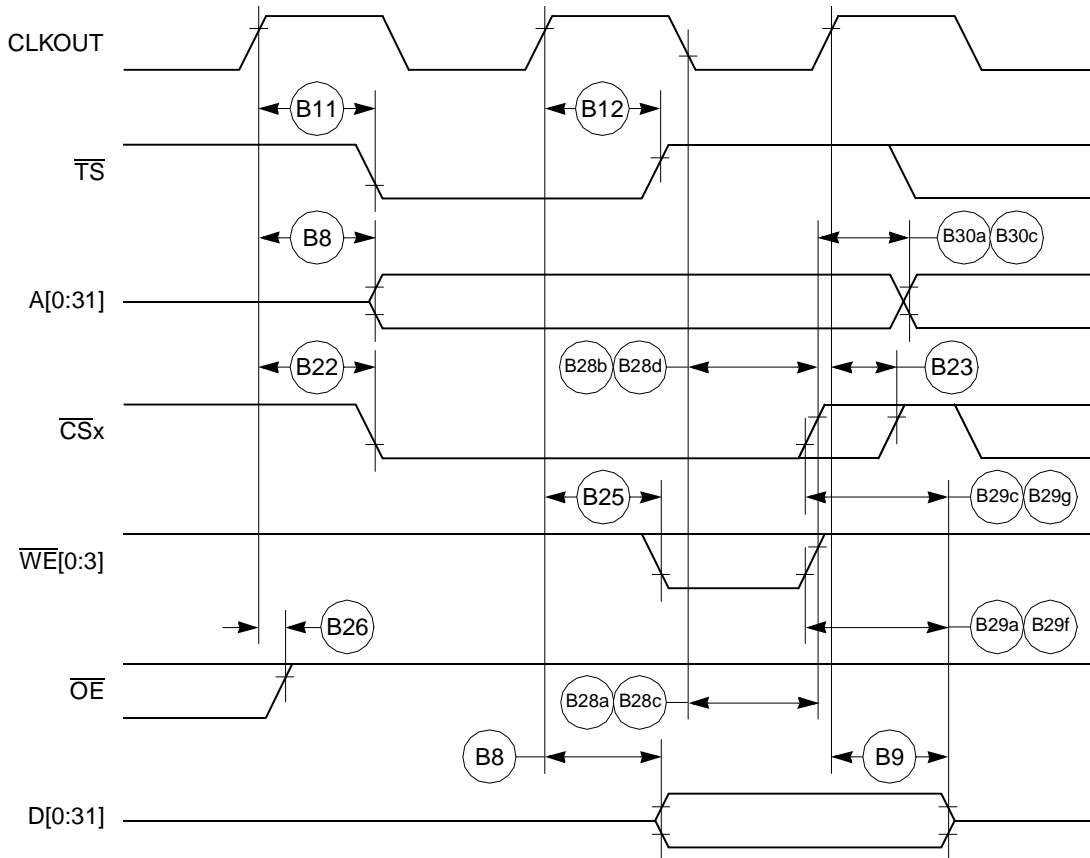 CLKOUT
B11 B12
TS
B8 B30a B30c
A[0:31]
B22 B28b B28d B23
CSx
B25 B29c B29g
WE[0:3]
B26 B29a B29f
OE
B28a B28c
B8 B9
D[0:31]